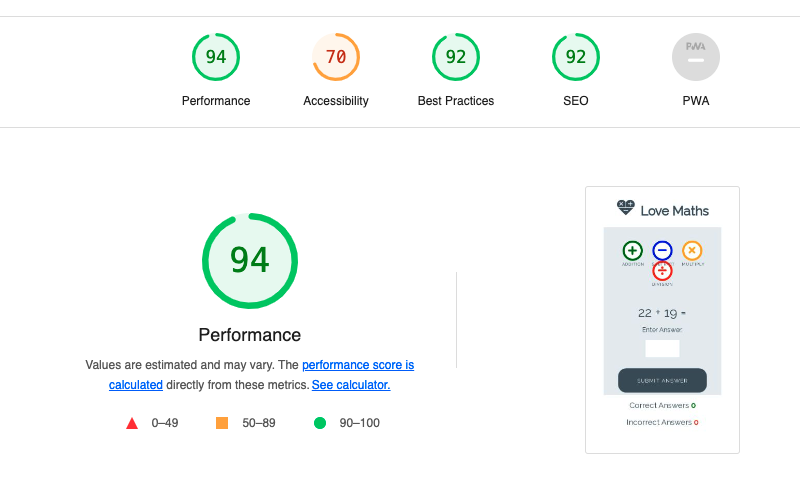 94
70
92
92
PWA
Performance
Accessibility
Best Practices
SEO
PWA
94
Performance
Values are estimated and may vary. The performance score is
calculated directly from these metrics. See calculator.
0–49
50–89
90–100
Love Maths
ADDITION
MULTIPLY
DIVISION
22 + 19 =
Enter Answer
SUBMIT ANSWER
Correct Answers 0
Incorrect Answers 0